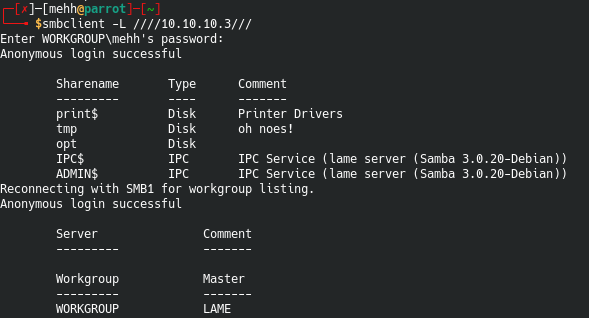 ┌─[✗]─[mehh@parrot]─[~]
└──╼ $smbclient -L ////10.10.10.3///
Enter WORKGROUP\mehh's password:
Anonymous login successful
Sharename       Type      Comment
---------       ----      -------
print$          Disk      Printer Drivers
tmp             Disk      oh noes!
opt             Disk
IPC$            IPC       IPC Service (lame server (Samba 3.0.20-Debian))
ADMIN$          IPC       IPC Service (lame server (Samba 3.0.20-Debian))
Reconnecting with SMB1 for workgroup listing.
Anonymous login successful
Server               Comment
---------            -------
Workgroup            Master
---------            -------
WORKGROUP            LAME